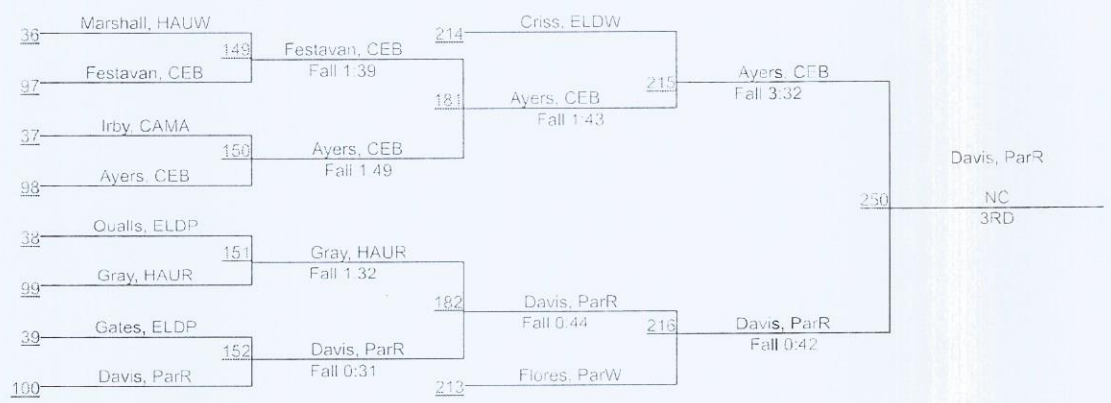 Marshall, HAUW
36
149
Festavan, CEB
Fall 1:39
Festavan, CEB
97
Irby, CAMA
37
150
Ayers, CEB
Fall 1 49
Ayers, CEB
98
181
Criss, ELDW
214
215
Ayers, CEB
Fall 1:43
Ayers, CEB
Fall 3:32
Qualls, ELDP
38
151
Gray, HAUR
Fall 1:32
Gray, HAUR
99
Gates, ELDP
39
152
Davis, ParR
Fall 0:31
Davis, ParR
100
182
Davis, ParR
Fall 0:44
216
Flores, ParW
213
Davis, ParR
Fall 0:42
250
Davis, ParR
NC
3RD